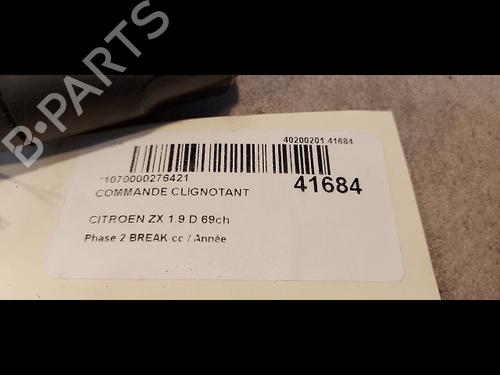 B-PARTS
40200201 41684
*1070000276421
COMMANDE CLIGNOTANT
41684
CITROEN ZX 1.9 D 69ch
Phase 2 BREAK cc / Année